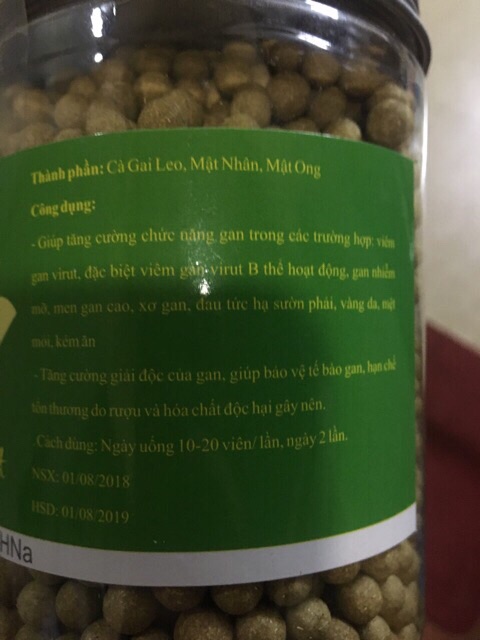 Thành phần: Cà Gai Leo, Mật Nhân, Mật Ong
Công dụng:
- Giúp tăng cường chức năng gan trong các trường hợp: viêm
gan virut, đặc biệt viêm gan virut B thể hoạt động, gan nhiễm
mỡ, men gan cao, xơ gan, đau tức hạ sườn phải, vàng da, mệt
mỏi, kém ăn
- Tăng cường giải độc của gan, giúp bảo vệ tế bào gan, hạn chế
tổn thương do rượu và hóa chất độc hại gây nên.
Cách dùng: Ngày uống 10-20 viên/ lần, ngày 2 lần.
NSX: 01/08/2018
HSD: 01/08/2019
HNa